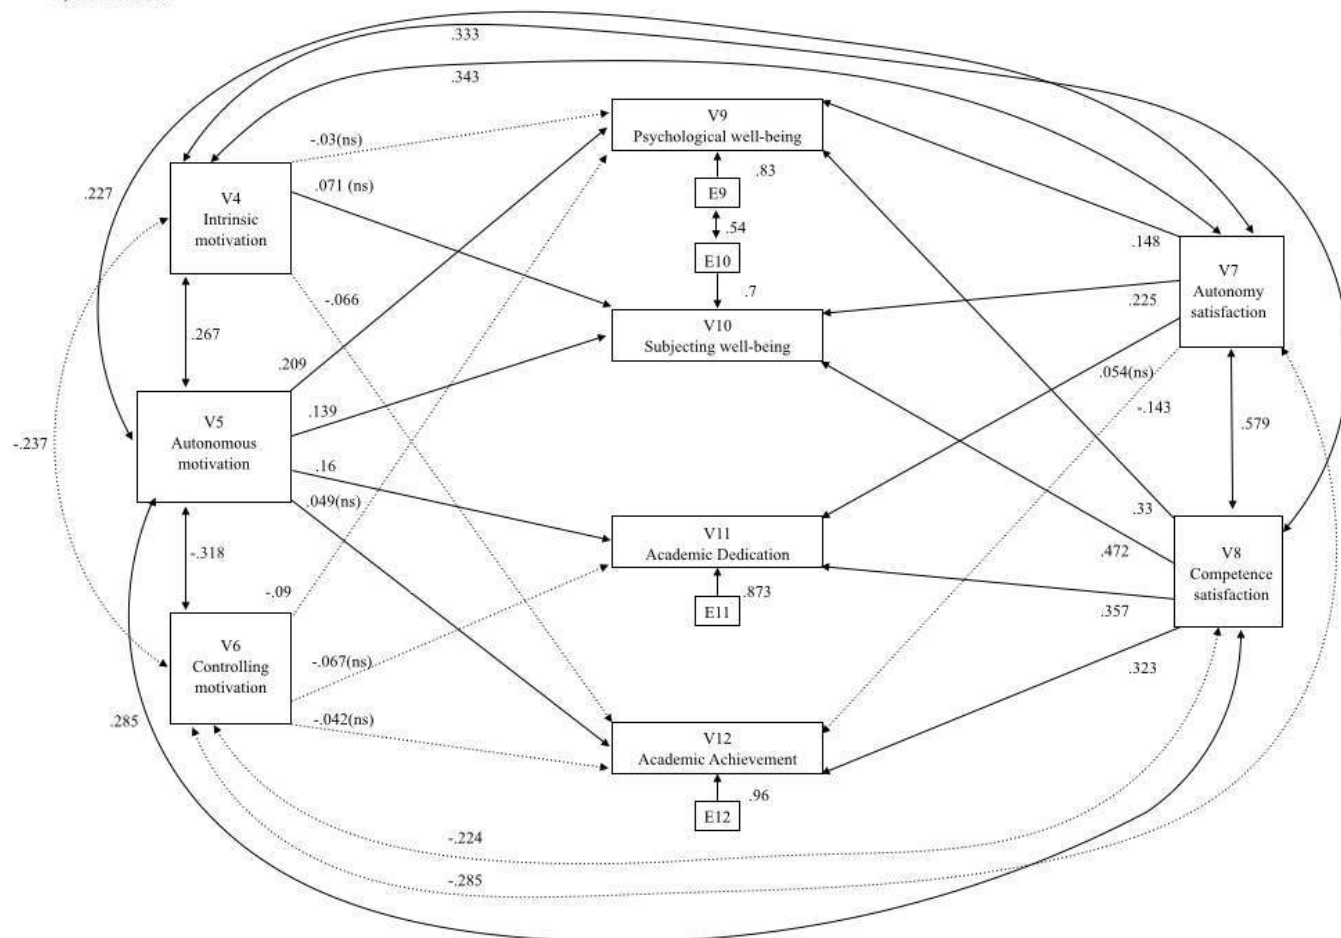 .333
.343
V9
Psychological well-being
-.03(ns)
.83
.071 (ns)
E9
.227
V4
Intrinsic
motivation
.54
.148
E10
V7
Autonomy
satisfaction
-.066
.7
.225
V10
Subjecting well-being
.267
.209
.054(ns)
-.143
.139
V5
Autonomous
motivation
.579
-.237
.16
.049(ns)
.33
V11
Academic Dedication
-.318
.472
V8
Competence
satisfaction
-.09
.873
E11
.357
V6
Controlling
motivation
-.067(ns)
.323
.285
-.042(ns)
V12
Academic Achievement
.96
E12
-.224
-.285